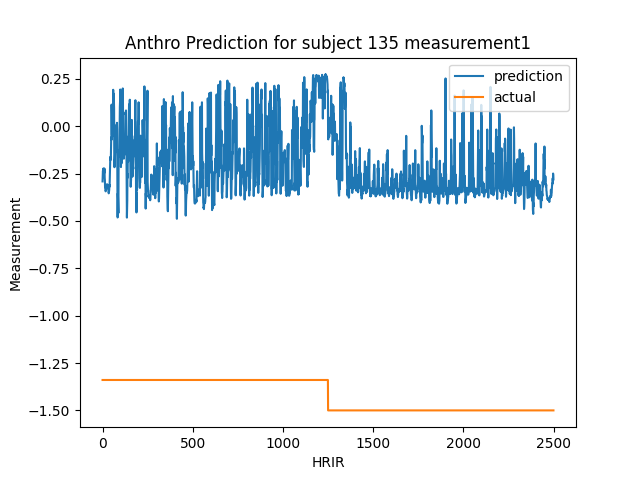 Anthro Prediction for subject 135 measurement1
prediction
actual
0.25
0.00
−0.25
−0.50
−0.75
−1.00
−1.25
−1.50
Measurement
0 500 1000 1500 2000 2500
HRIR